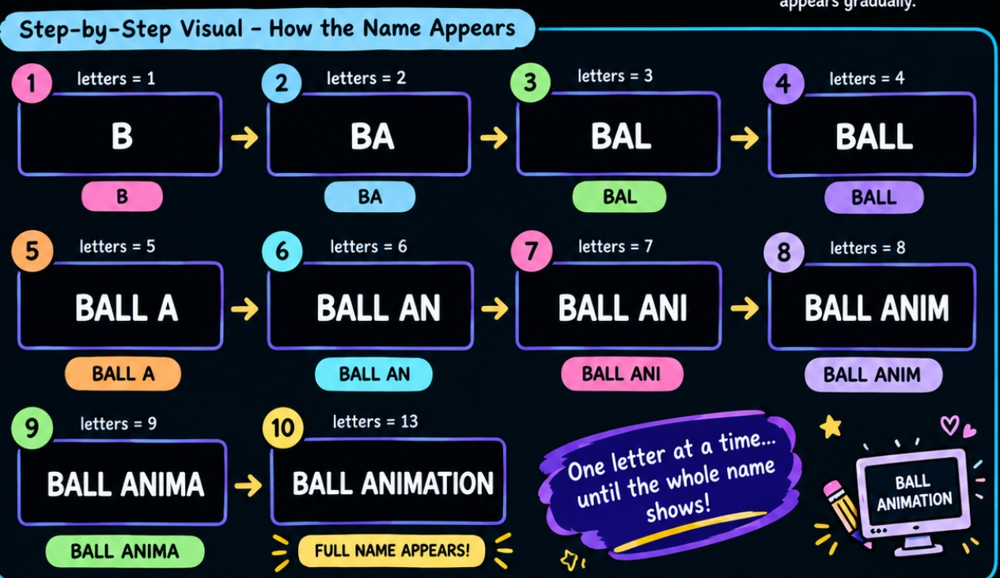 appears gradually.
Step-by-Step Visual - How the Name Appears
1
letters = 1
B
B
2
letters = 2
BA
BA
3
letters = 3
BAL
BAL
4
letters = 4
BALL
BALL
5
letters = 5
BALL A
BALL A
6
letters = 6
BALL AN
BALL AN
7
letters = 7
BALL ANI
BALL ANI
8
letters = 8
BALL ANIM
BALL ANIM
9
letters = 9
BALL ANIMA
BALL ANIMA
10
letters = 13
BALL ANIMATION
FULL NAME APPEARS!
One letter at a time...
until the whole name
shows!
BALL
ANIMATION